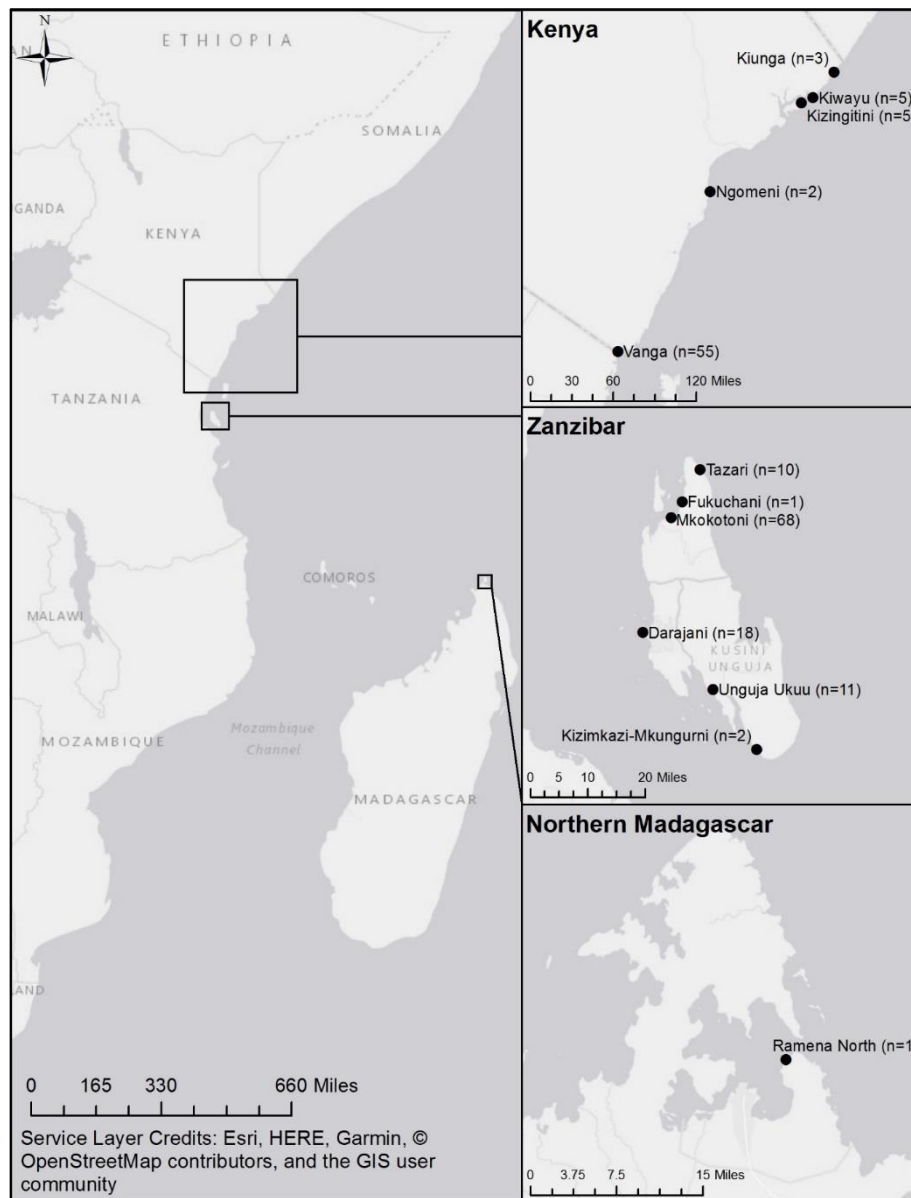 N
ETHIOPIA
AN
SOMALIA
GANDA
KENYA
TANZANIA
COMOROS
MALAWI
Mozambique
Channel
MOZAMBIQUE
MADAGASCAR
AND
0 165 330 660 Miles
Service Layer Credits: Esri, HERE, Garmin, ©
OpenStreetMap contributors, and the GIS user
community
Kenya
Kiunga (n=3)
Kiwayu (n=5)
Kizingitini (n=5
Ngomeni (n=2)
Vanga (n=55)
0 30 60 120 Miles
Zanzibar
Tazari (n=10)
Fukuchani (n=1)
Mkokotoni (n=68)
Darajani (n=18)
KUSINI
UNGUJA
Unguja Ukuu (n=11)
Kizimkazi-Mkungurni (n=2)
0 5 10 20 Miles
Northern Madagascar
Ramena North (n=1
0 3.75 7.5 15 Miles